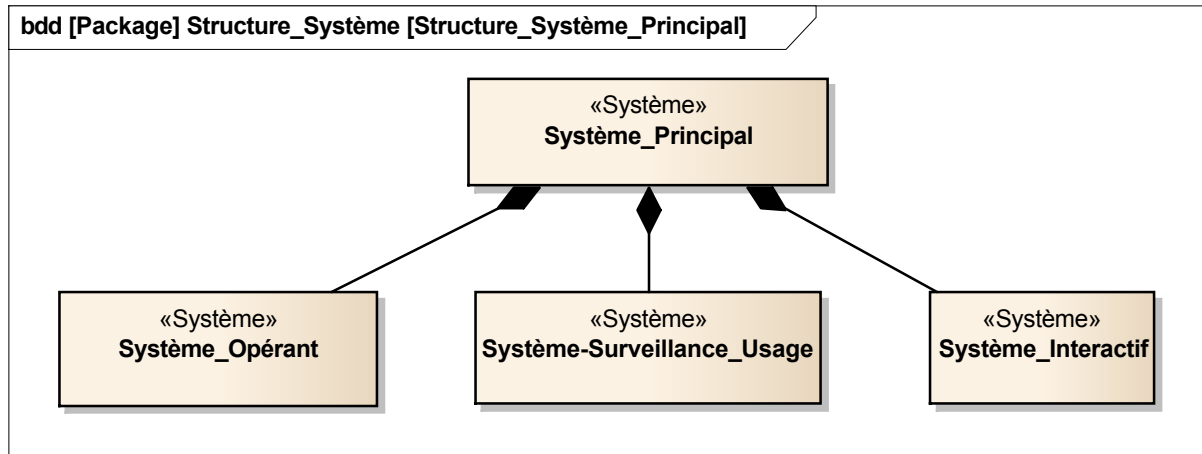 bdd [Package] Structure_Système [Structure_Système_Principal]
«Système»
Système_Principal
«Système»
Système_Opérant
«Système»
Système-Surveillance_Usage
«Système»
Système_Interactif